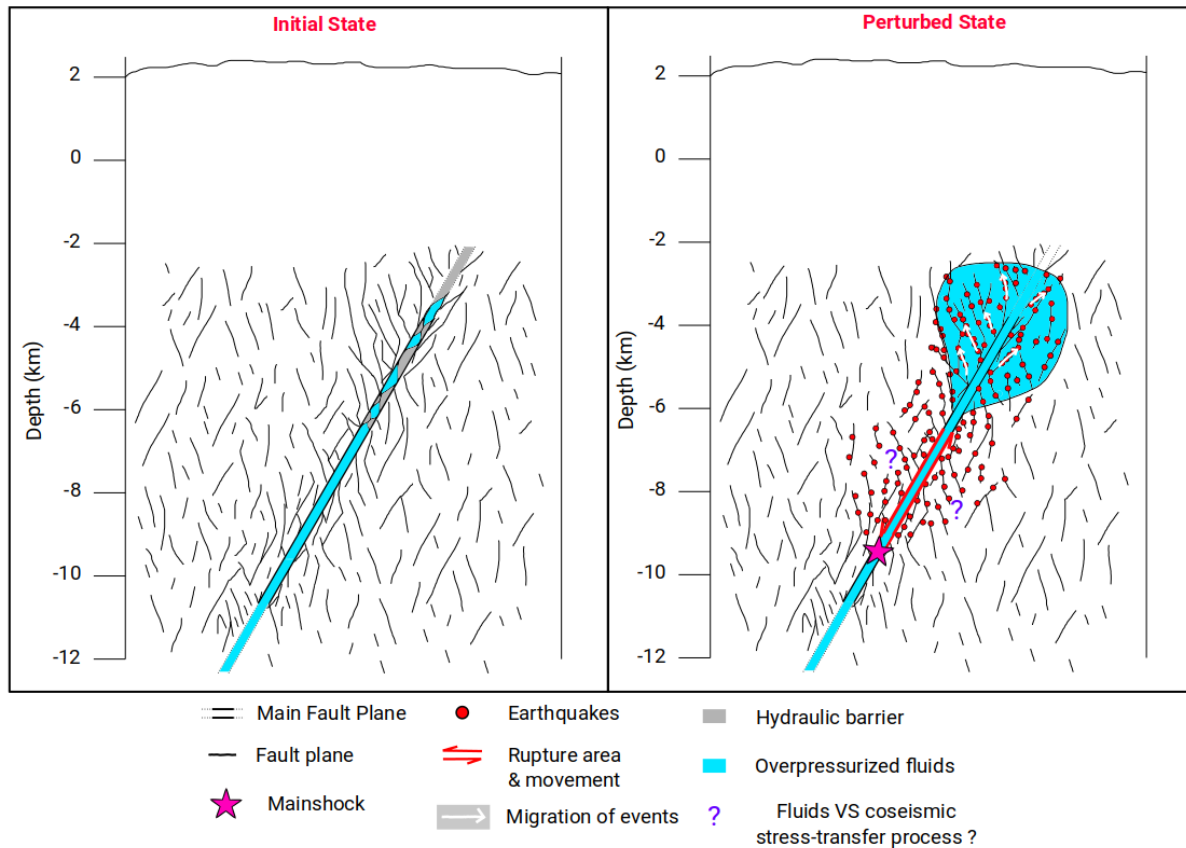 Initial State
Perturbed State
2
0
-2
-4
-6
-8
-10
-12
Depth (km)
2
0
-2
-4
-6
-8
-10
-12
Depth (km)
?
?
Main Fault Plane
Earthquakes
Hydraulic barrier
Fault plane
Rupture area
& movement
Overpressurized fluids
Mainshock
Migration of events
?
Fluids VS coseismic
stress-transfer process ?